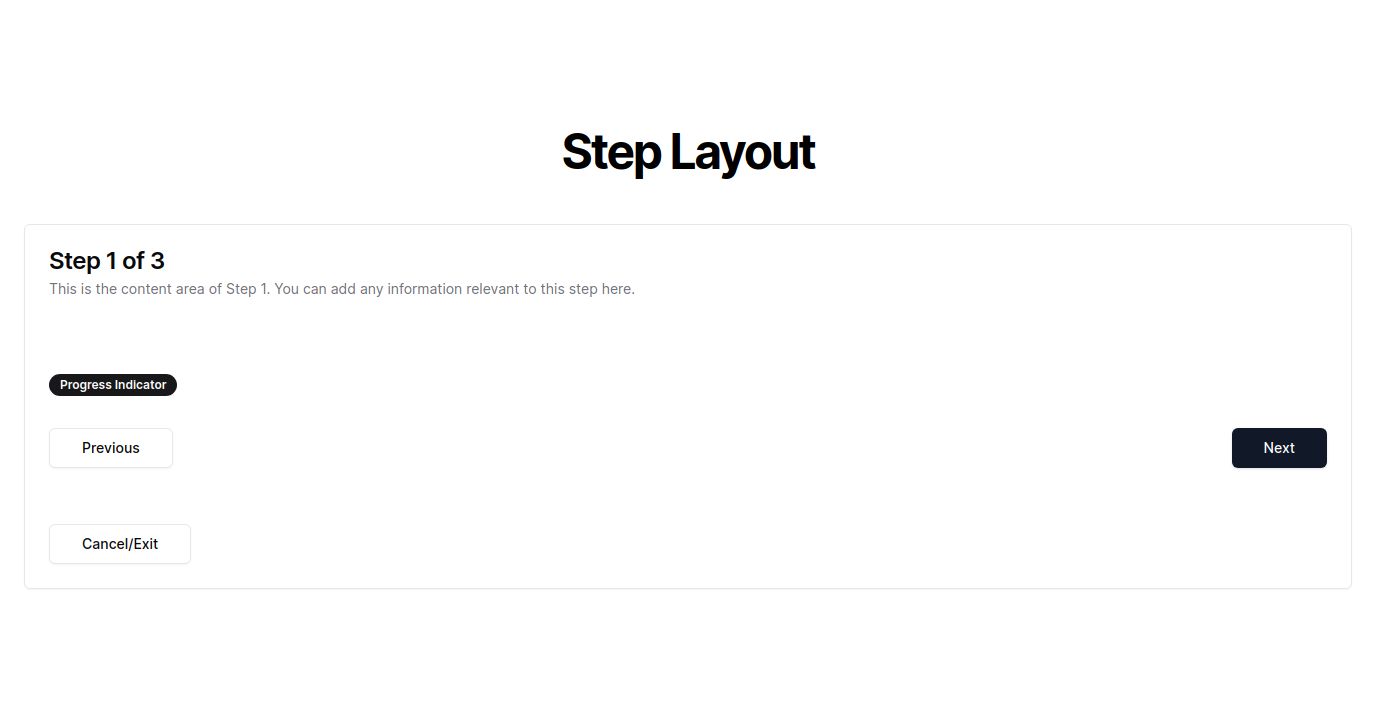 Step Layout
Step 1 of 3
This is the content area of Step 1. You can add any information relevant to this step here.
Progress Indicator
Previous
Next
Cancel/Exit